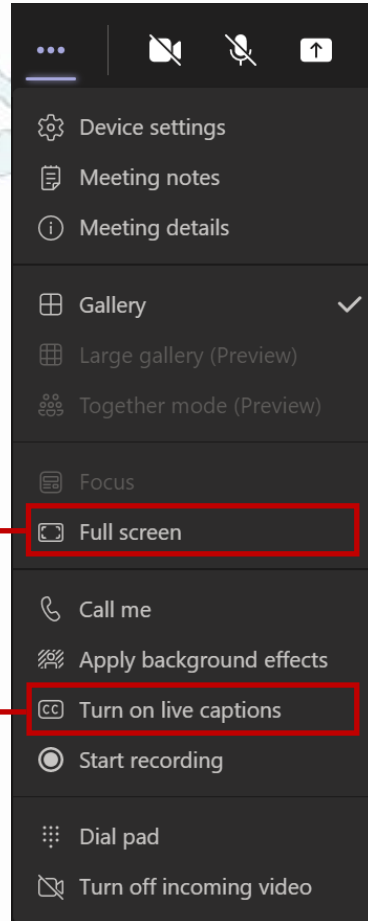 Device settings
Meeting notes
Meeting details
Gallery
Large gallery (Preview)
Together mode (Preview)
Focus
Full screen
Call me
Apply background effects
CC Turn on live captions
Start recording
Dial pad
Turn off incoming video